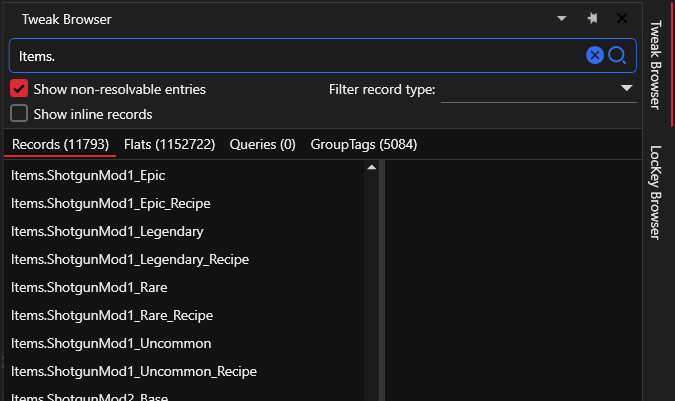 Tweak Browser
Items.
Show non-resolvable entries
Filter record type:
Show inline records
Records (11793)
Flats (1152722)
Queries (0)
GroupTags (5084)
Items.ShotgunMod1_Epic
Items.ShotgunMod1_Epic_Recipe
Items.ShotgunMod1_Legendary
Items.ShotgunMod1_Legendary_Recipe
Items.ShotgunMod1_Rare
Items.ShotgunMod1_Rare_Recipe
Items.ShotgunMod1_Uncommon
Items.ShotgunMod1_Uncommon_Recipe
Items.ShotgunMod2_Base
Tweak Browser
LocKey Browser